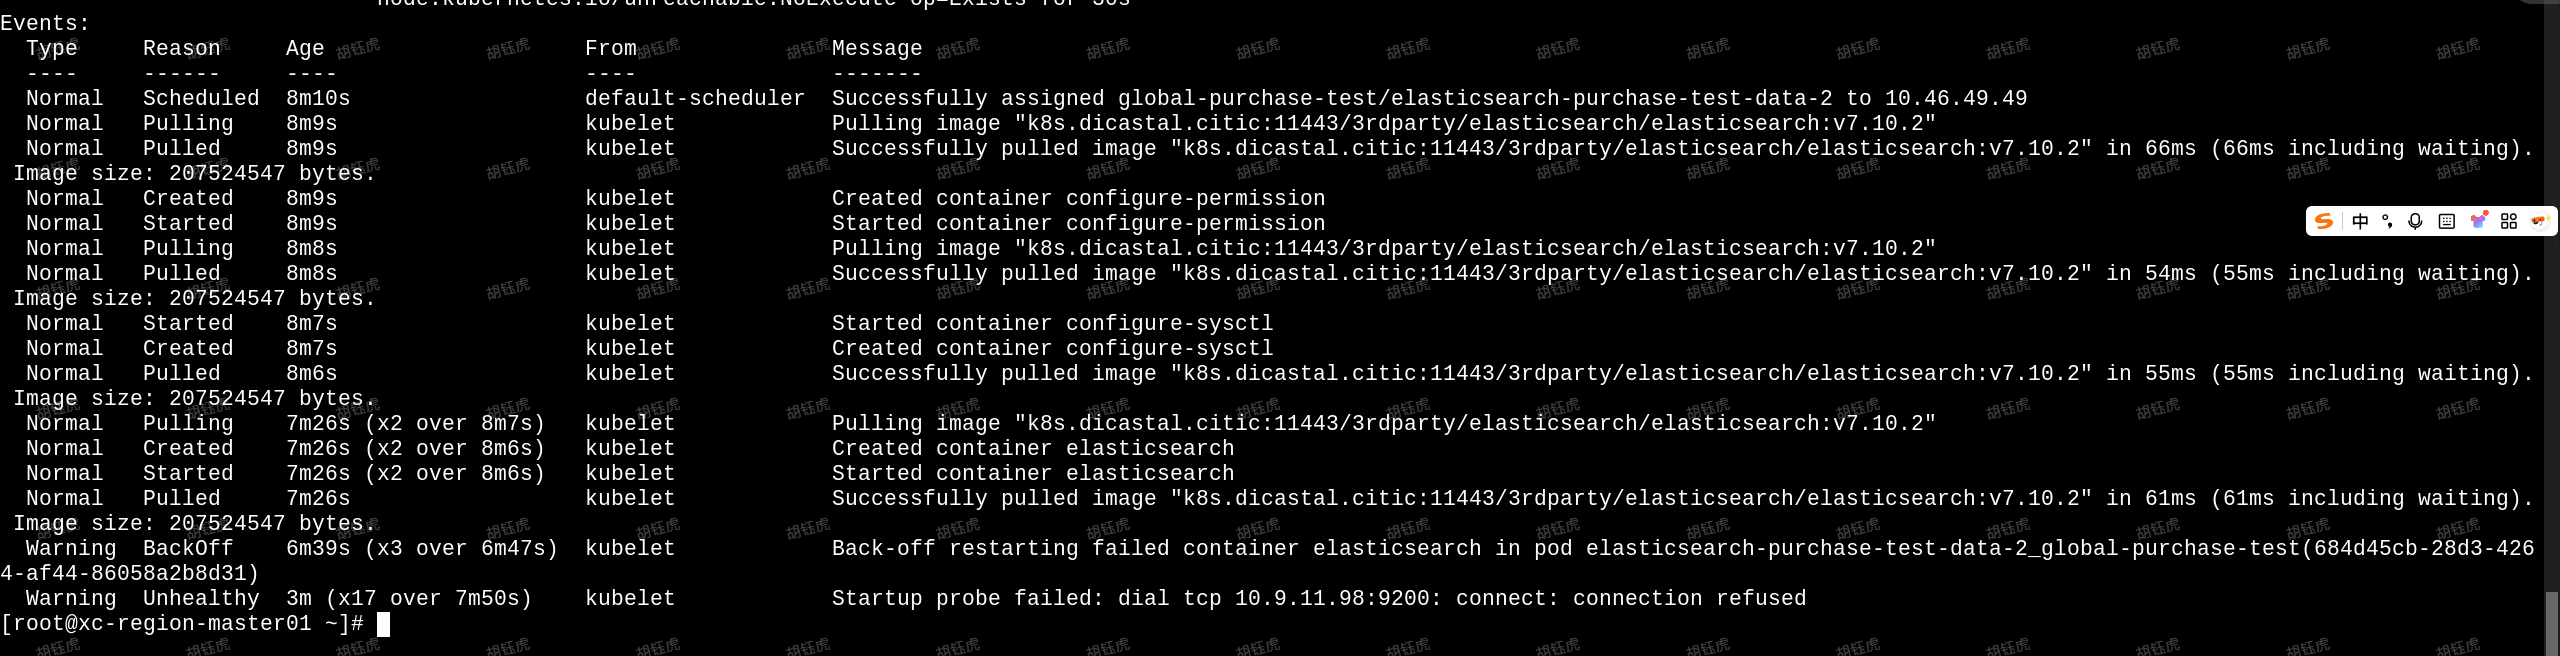 Events:
Type Reason Age From Message
---- ------ ---- ---- -------
Normal Scheduled 8m10s default-scheduler Successfully assigned global-purchase-test/elasticsearch-purchase-test-data-2 to 10.46.49.49
Normal Pulling 8m9s kubelet Pulling image "k8s.dicastal.citic:11443/3rdparty/elasticsearch/elasticsearch:v7.10.2"
Normal Pulled 8m9s kubelet Successfully pulled image "k8s.dicastal.citic:11443/3rdparty/elasticsearch/elasticsearch:v7.10.2" in 66ms (66ms including waiting).
Image size: 207524547 bytes.
Normal Created 8m9s kubelet Created container configure-permission
Normal Started 8m9s kubelet Started container configure-permission
Normal Pulling 8m8s kubelet Pulling image "k8s.dicastal.citic:11443/3rdparty/elasticsearch/elasticsearch:v7.10.2"
Normal Pulled 8m8s kubelet Successfully pulled image "k8s.dicastal.citic:11443/3rdparty/elasticsearch/elasticsearch:v7.10.2" in 54ms (55ms including waiting).
Image size: 207524547 bytes.
Normal Started 8m7s kubelet Started container configure-sysctl
Normal Created 8m7s kubelet Created container configure-sysctl
Normal Pulled 8m6s kubelet Successfully pulled image "k8s.dicastal.citic:11443/3rdparty/elasticsearch/elasticsearch:v7.10.2" in 55ms (55ms including waiting).
Image size: 207524547 bytes.
Normal Pulling 7m26s (x2 over 8m7s) kubelet Pulling image "k8s.dicastal.citic:11443/3rdparty/elasticsearch/elasticsearch:v7.10.2"
Normal Created 7m26s (x2 over 8m6s) kubelet Created container elasticsearch
Normal Started 7m26s (x2 over 8m6s) kubelet Started container elasticsearch
Normal Pulled 7m26s kubelet Successfully pulled image "k8s.dicastal.citic:11443/3rdparty/elasticsearch/elasticsearch:v7.10.2" in 61ms (61ms including waiting).
Image size: 207524547 bytes.
Warning BackOff 6m39s (x3 over 6m47s) kubelet Back-off restarting failed container elasticsearch in pod elasticsearch-purchase-test-data-2_global-purchase-test(684d45cb-28d3-426
4-af44-86058a2b8d31)
Warning Unhealthy 3m (x17 over 7m50s) kubelet Startup probe failed: dial tcp 10.9.11.98:9200: connect: connection refused
[root@xc-region-master01 ~]#
中
胡钰虎